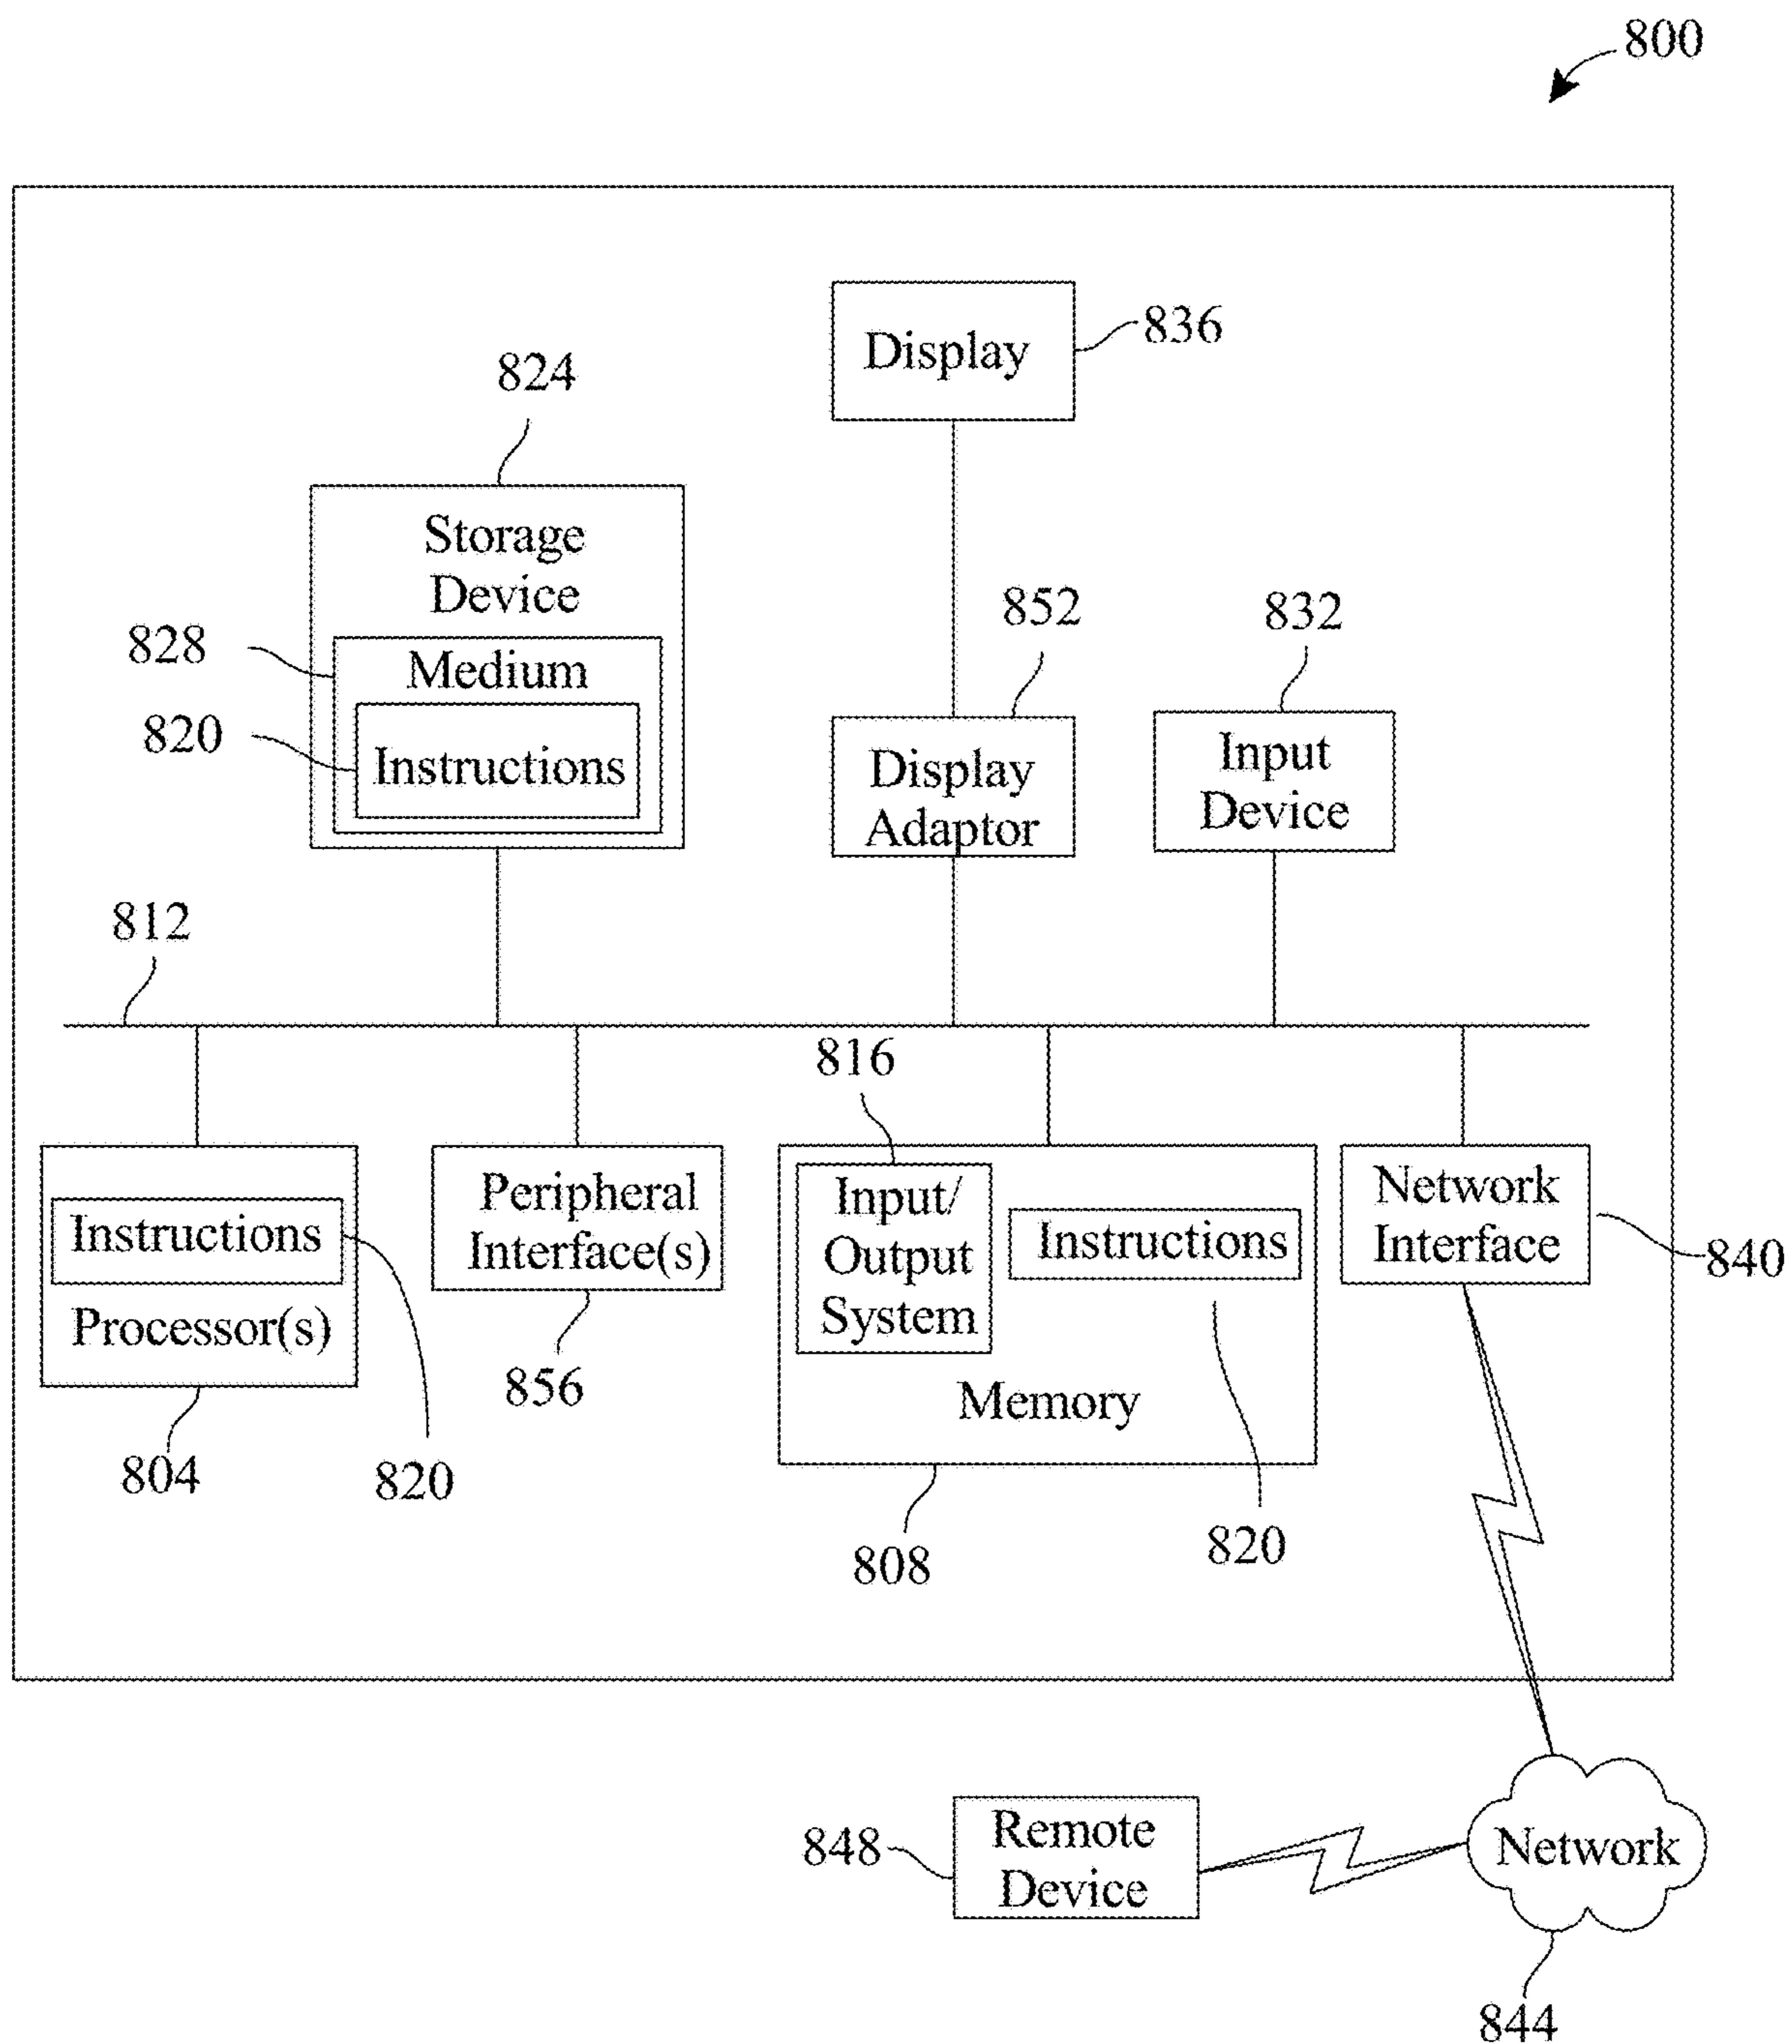 800
Display
836
824
Storage
Device
828
Medium
820
Instructions
852
Display
Adaptor
832
Input
Device
812
816
Instructions
Processor(s)
804
820
Peripheral
Interface(s)
856
Input/
Output
System
Instructions
Memory
808
820
Network
Interface
840
848
Remote
Device
Network
844